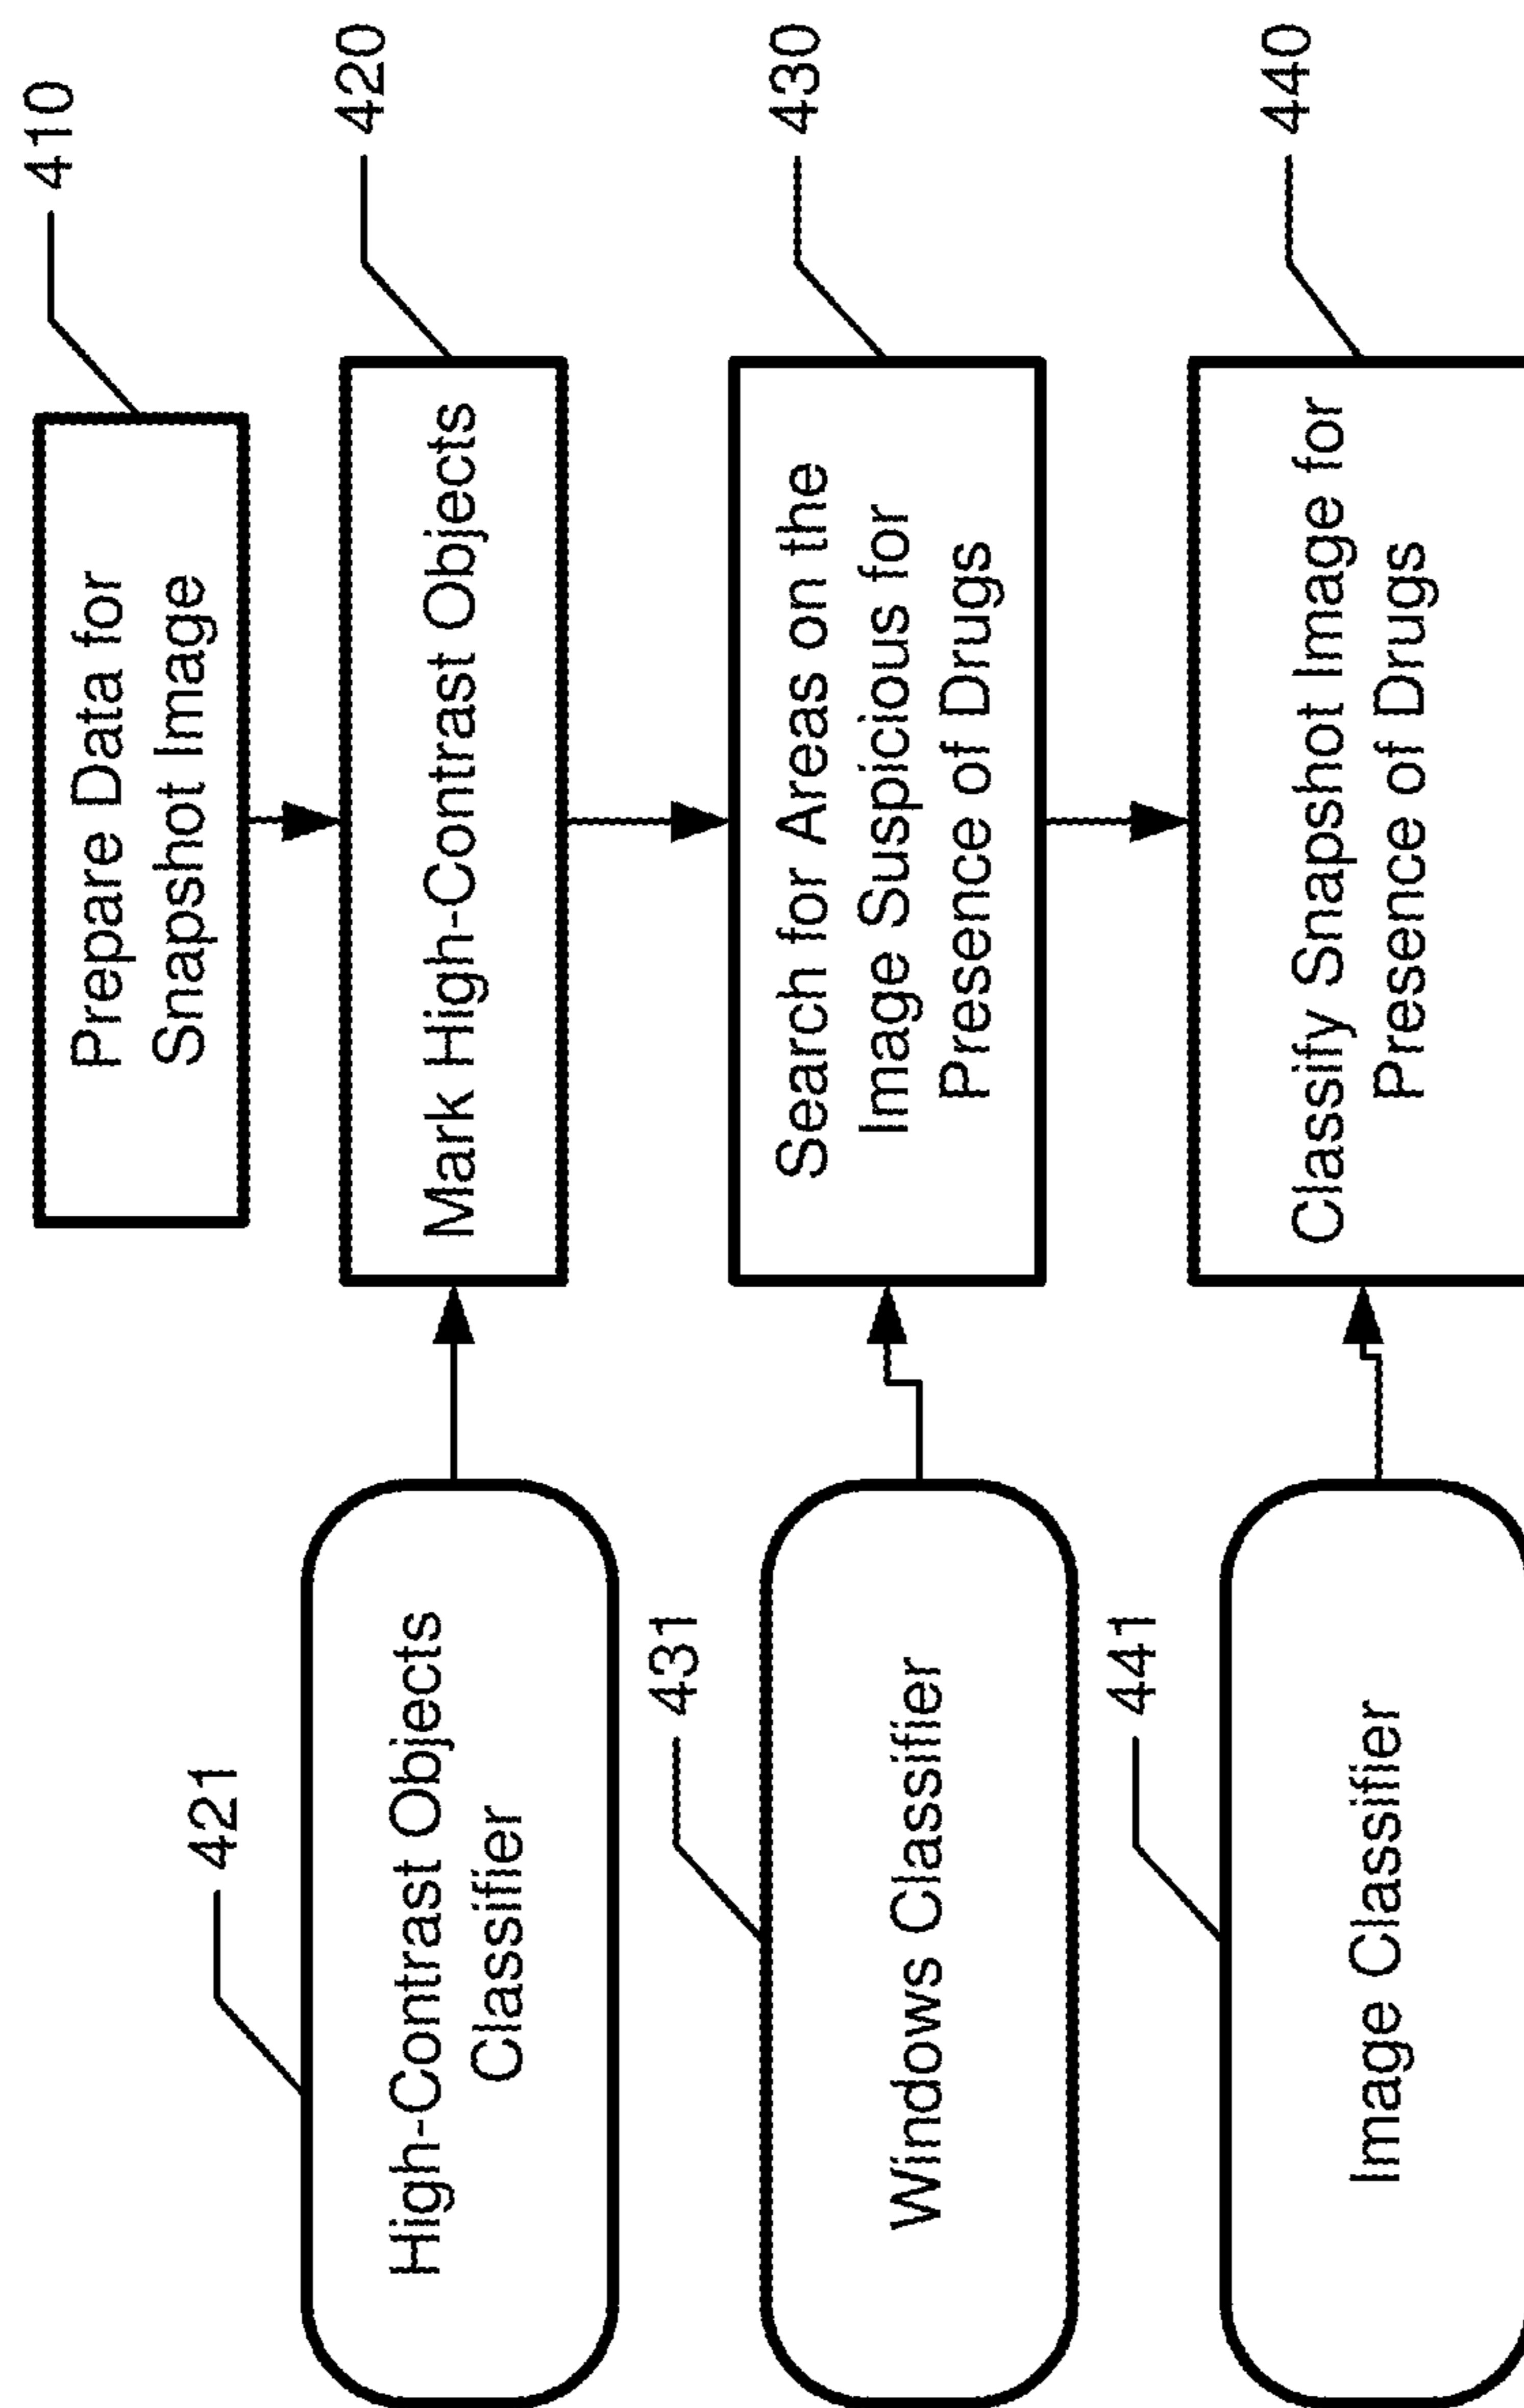 410
Prepare Data for
Snapshot Image
420
Mark High-Contrast Objects
421
High-Contrast Objects
Classifier
430
Search for Areas on the
Image Suspicious for
Presence of Drugs
431
Windows Classifier
440
Classify Snapshot Image for
Presence of Drugs
441
Image Classifier